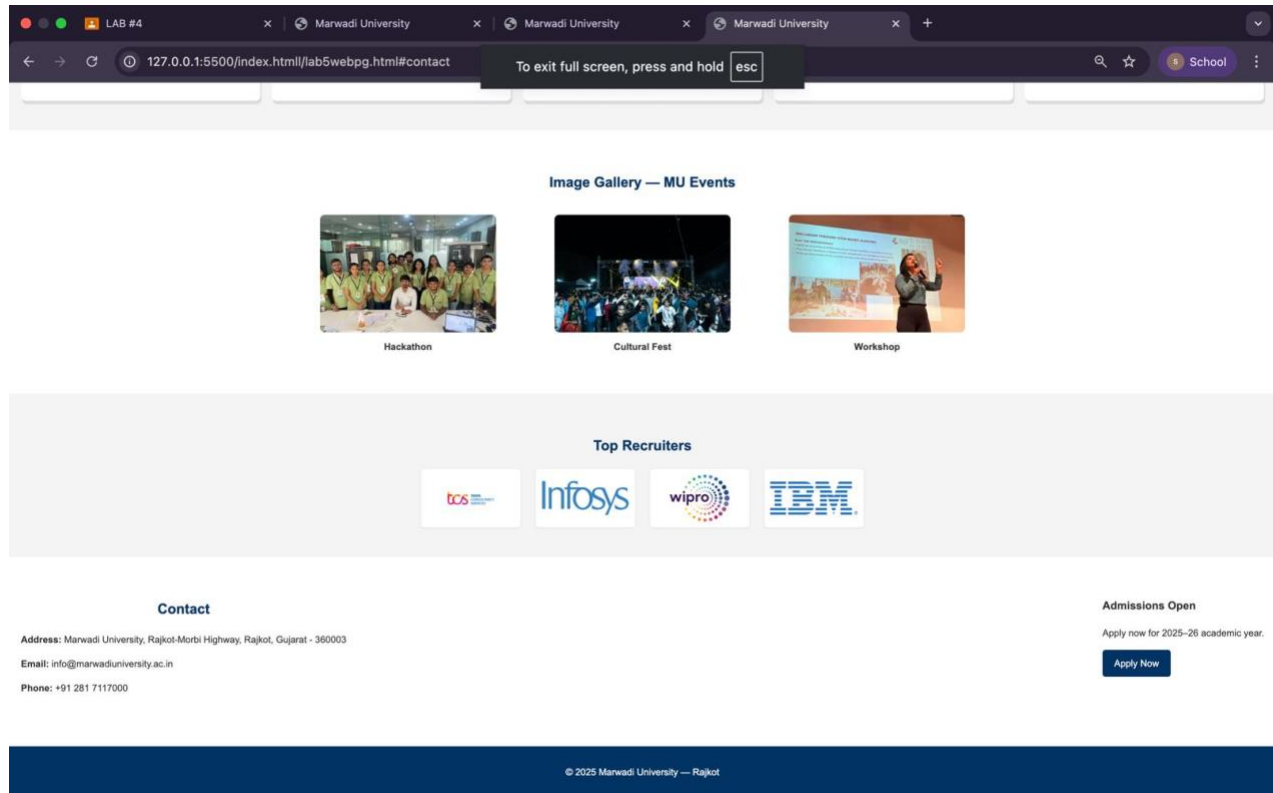 LAB #4
Marwadi University
Marwadi University
Marwadi University
127.0.0.1:5500/index.htmll/lab5webpg.html#contact
To exit full screen, press and hold esc
School
Image Gallery — MU Events
Hackathon
Cultural Fest
Workshop
Top Recruiters
tcs
Infosys
wipro
IBM
Contact
Address: Marwadi University, Rajkot-Morbi Highway, Rajkot, Gujarat - 360003
Email: info@marwadiuniversity.ac.in
Phone: +91 281 7117000
Admissions Open
Apply now for 2025–26 academic year.
Apply Now
© 2025 Marwadi University — Rajkot